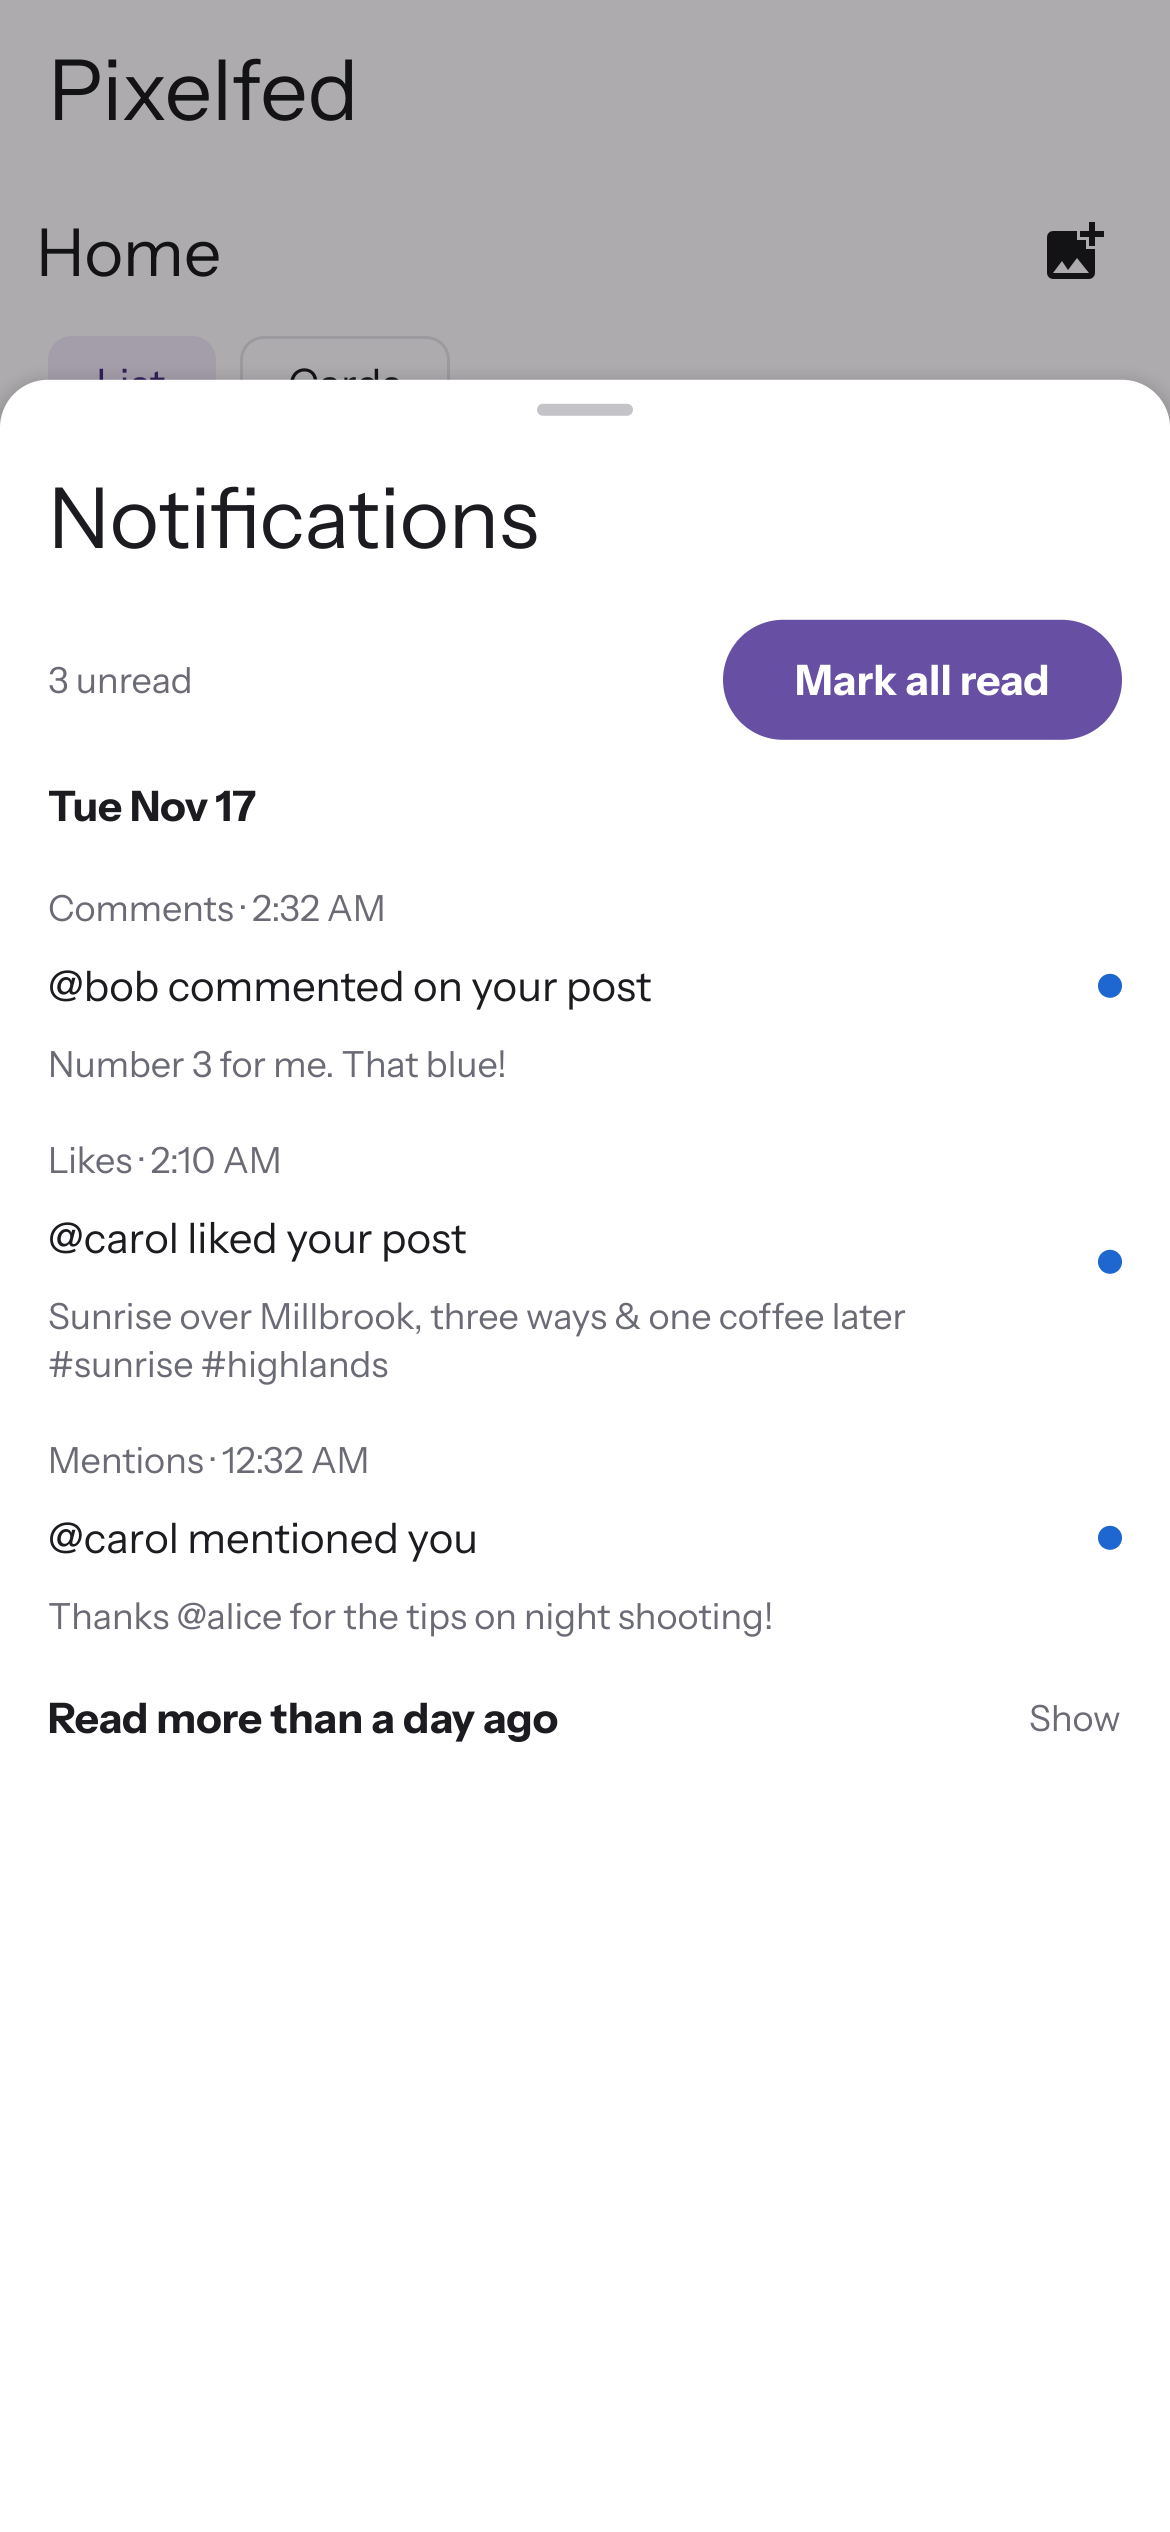 Pixelfed
Home
List Cards
Notifications
3 unread
Mark all read
Tue Nov 17
Comments · 2:32 AM
@bob commented on your post
Number 3 for me. That blue!
Likes · 2:10 AM
@carol liked your post
Sunrise over Millbrook, three ways & one coffee later
#sunrise #highlands
Mentions · 12:32 AM
@carol mentioned you
Thanks @alice for the tips on night shooting!
Read more than a day ago
Show